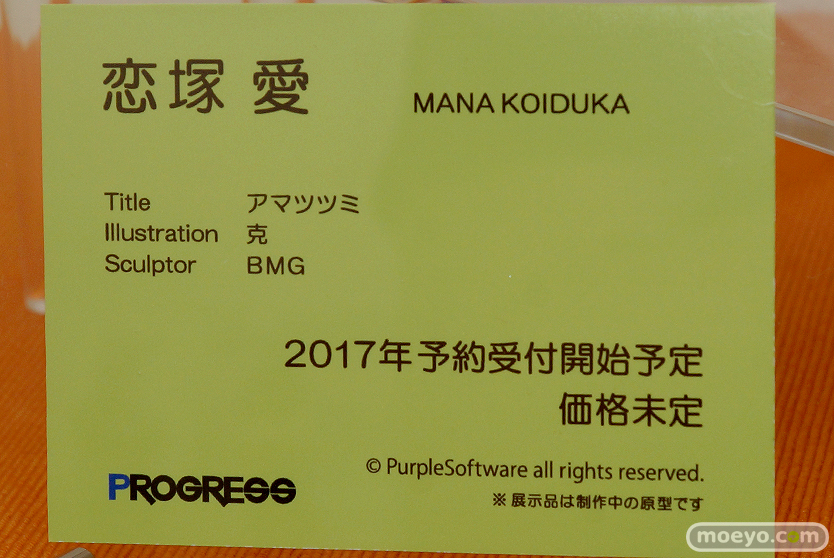 恋塚 愛 MANA KOIDUKA
Title アマツツミ
Illustration 克
Sculptor BMG
2017年予約受付開始予定
価格未定
© PurpleSoftware all rights reserved.
PROGRESS
※展示品は制作中の原型です
moeyo.com